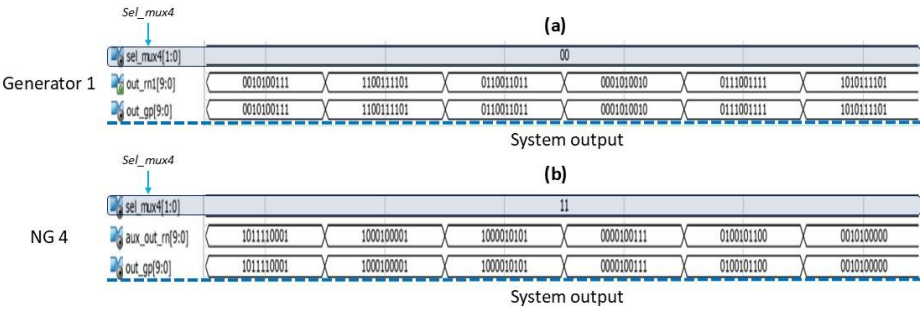 Sel_mux4
(a)
sel_mux4[1:0] 00
Generator 1 out_rn1[9:0] 0010100111 1100111101 0110011011 0001010010 0111001111 1010111101
out_gp[9:0] 0010100111 1100111101 0110011011 0001010010 0111001111 1010111101
System output
Sel_mux4
(b)
sel_mux4[1:0] 11
NG 4 aux_out_rn[9:0] 1011110001 1000100001 1000010101 0000100111 0100101100 0010100000
out_gp[9:0] 1011110001 1000100001 1000010101 0000100111 0100101100 0010100000
System output